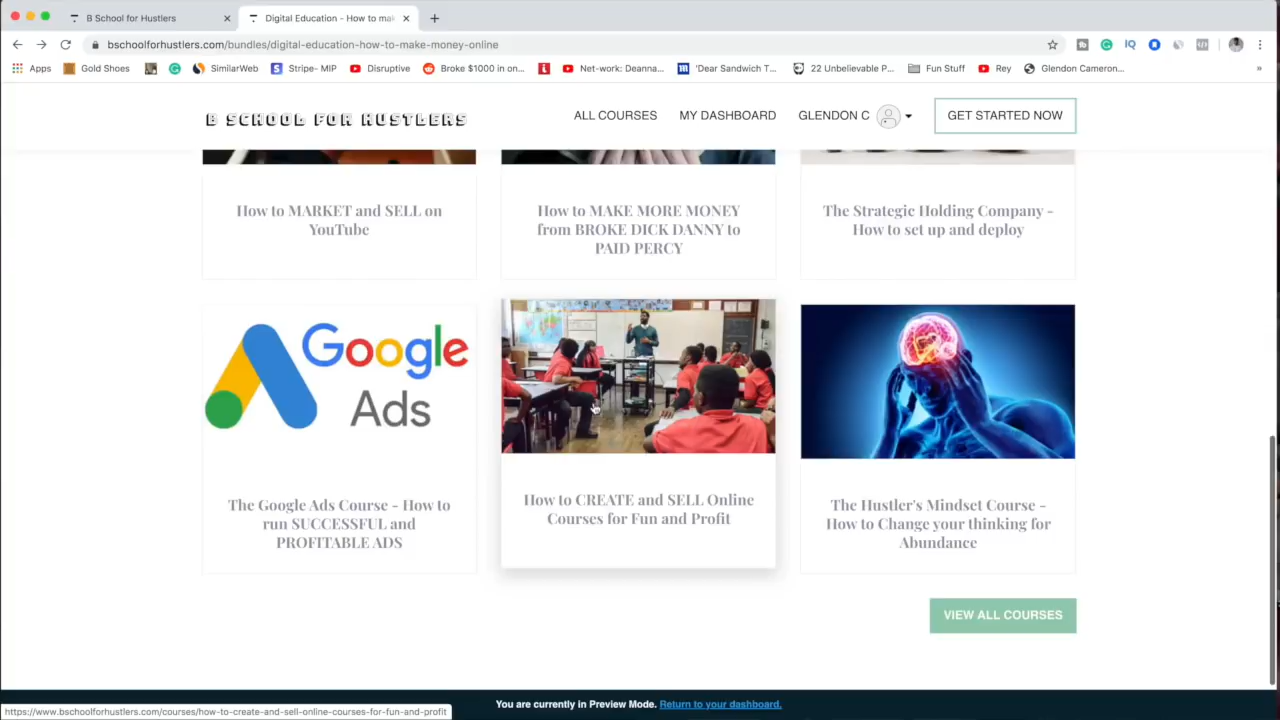 B School for Hustlers
Digital Education - How to ma
bschoolforhustlers.com/bundles/digital-education-how-to-make-money-online
Apps
Gold Shoes
SimilarWeb
Stripe- MIP
Disruptive
Broke $1000 in on...
Net-work: Deanna...
'Dear Sandwich T...
22 Unbelievable P...
Fun Stuff
Rey
Glendon Cameron...
»
B SCHOOL FOR HUSTLERS
ALL COURSES
MY DASHBOARD
GLENDON C
GET STARTED NOW
How to MARKET and SELL on
YouTube
How to MAKE MORE MONEY
from BROKE DICK DANNY to
PAID PERCY
The Strategic Holding Company -
How to set up and deploy
Google
Ads
The Google Ads Course - How to
run SUCCESSFUL and
PROFITABLE ADS
How to CREATE and SELL Online
Courses for Fun and Profit
The Hustler's Mindset Course -
How to Change your thinking for
Abundance
VIEW ALL COURSES
You are currently in Preview Mode. Return to your dashboard.
https://www.bschoolforhustlers.com/courses/how-to-create-and-sell-online-courses-for-fun-and-profit